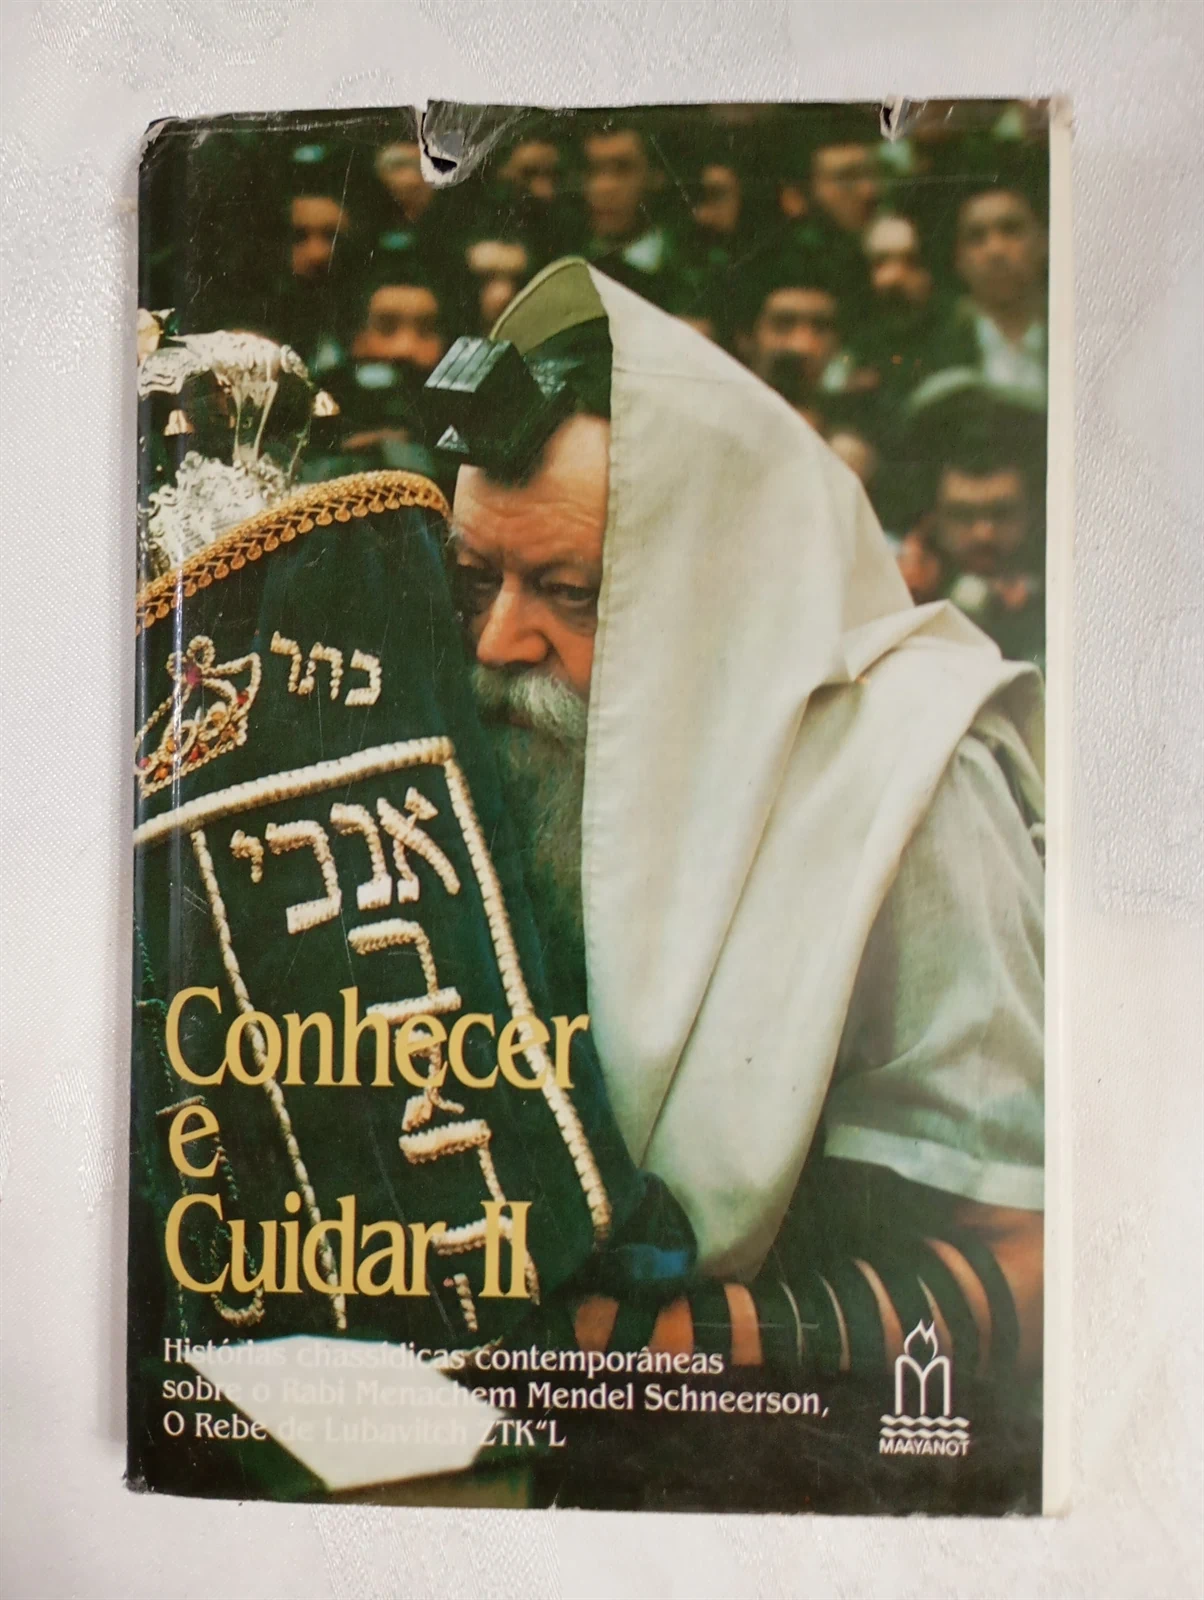 כתר
אנכי
Conhecer
e
Cuidar II
Histórias chassídicas contemporâneas
sobre o Rabi Menachem Mendel Schneerson,
O Rebe de Lubavitch ZTK"L
MAAYANOT